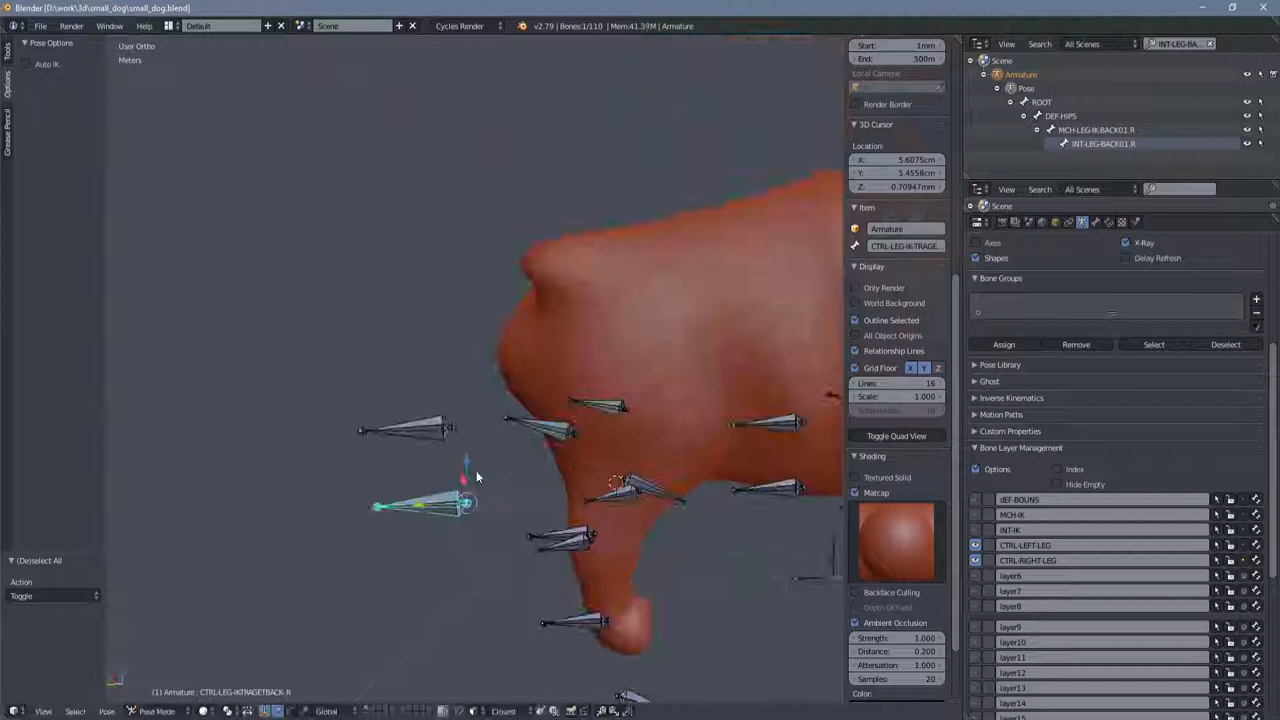 Blender [D:\work\3d\small_dog\small_dog.blend]
File Render Window Help Default Scene Cycles Render v2.79 | Bones:1/110 | Mem:41.39M | Armature
Pose Options
Auto IK
Tools
Options
Grease Pencil
(De)select All
Action
Toggle
User Ortho
Meters
(1) Armature : CTRL-LEG-IKTRAGETBACK-.R
View Select Pose Pose Mode Global Closest
Start: 1mm
End: 500m
Local Camera:
Render Border
3D Cursor
Location:
X: 5.6075cm
Y: 5.4558cm
Z: -0.70947mm
Item
Armature
CTRL-LEG-IK-TRAGE...
Display
Only Render
World Background
Outline Selected
All Object Origins
Relationship Lines
Grid Floor X Y Z
Lines: 16
Scale: 1.000
Toggle Quad View
Shading
Textured Solid
Matcap
Backface Culling
Depth Of Field
Ambient Occlusion
Strength: 1.000
Distance: 0.200
Attenuation: 1.000
Samples: 20
Color:
View Search All Scenes INT-LEG-BA...
Scene
Armature
Pose
ROOT
DEF-HIPS
MCH-LEG-IK-BACK01.R
INT-LEG-BACK01.R
View Search All Scenes
Scene
Axes X-Ray
Shapes Delay Refresh
Bone Groups
Assign Remove Select Deselect
Pose Library
Ghost
Inverse Kinematics
Motion Paths
Custom Properties
Bone Layer Management
Options Index
Hide Empty
dEF-BOUNS
MCH-IK
INT-IK
CTRL-LEFT-LEG
CTRL-RIGHT-LEG
layer6
layer7
layer8
layer9
layer10
layer11
layer12
layer13
layer14
layer15